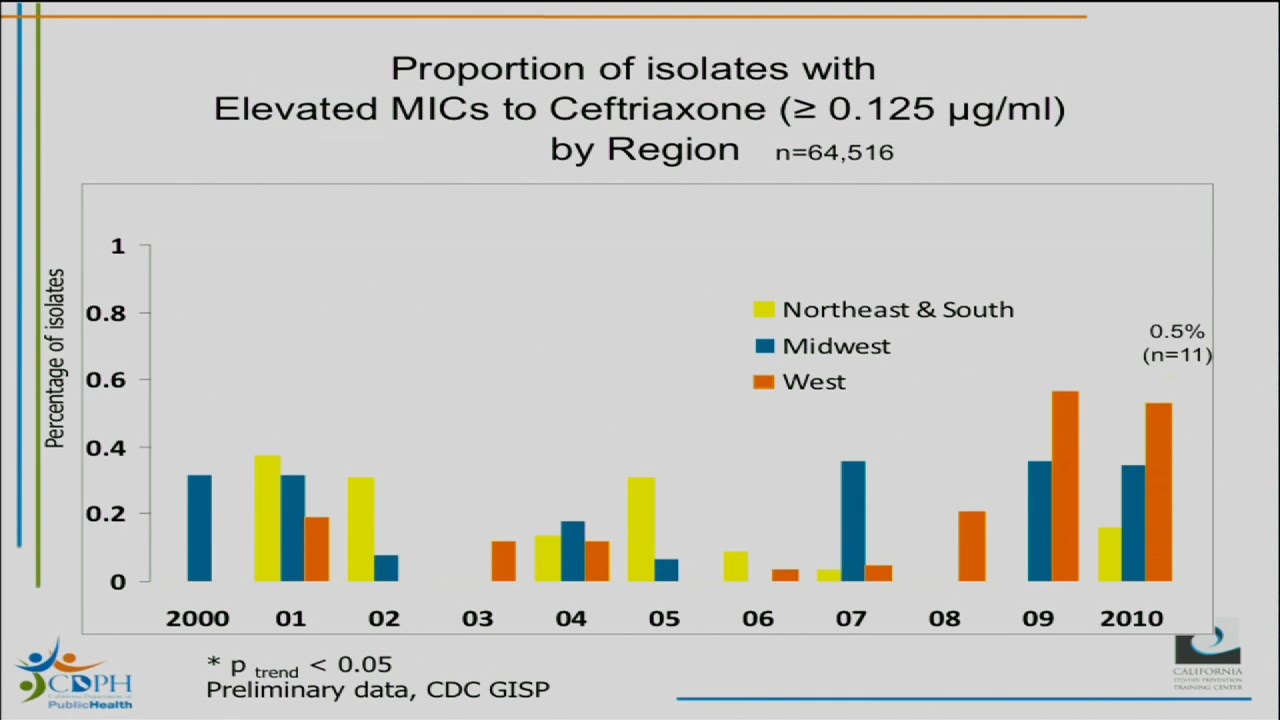 Proportion of isolates with
Elevated MICs to Ceftriaxone (≥ 0.125 µg/ml)
by Region n=64,516
Percentage of isolates
1
0.8
0.6
0.4
0.2
0
Northeast & South
Midwest
West
0.5%
(n=11)
2000 01 02 03 04 05 06 07 08 09 2010
* p trend < 0.05
Preliminary data, CDC GISP
CDPH
California Department of
PublicHealth
CALIFORNIA
STD/HIV PREVENTION
TRAINING CENTER